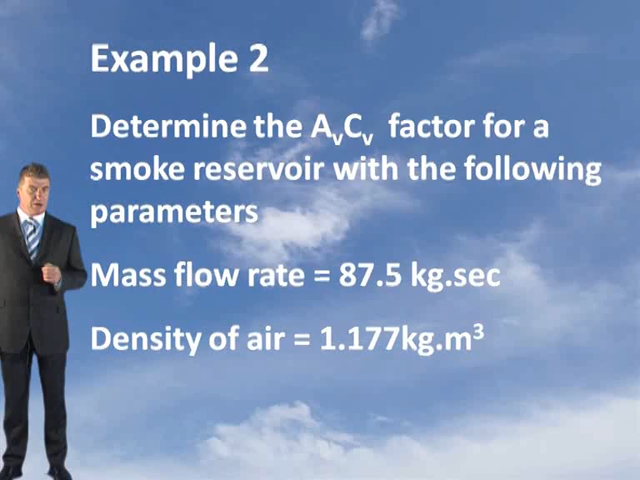 Example 2
Determine the AvCv factor for a
smoke reservoir with the following
parameters
Mass flow rate = 87.5 kg.sec
Density of air = 1.177kg.m³